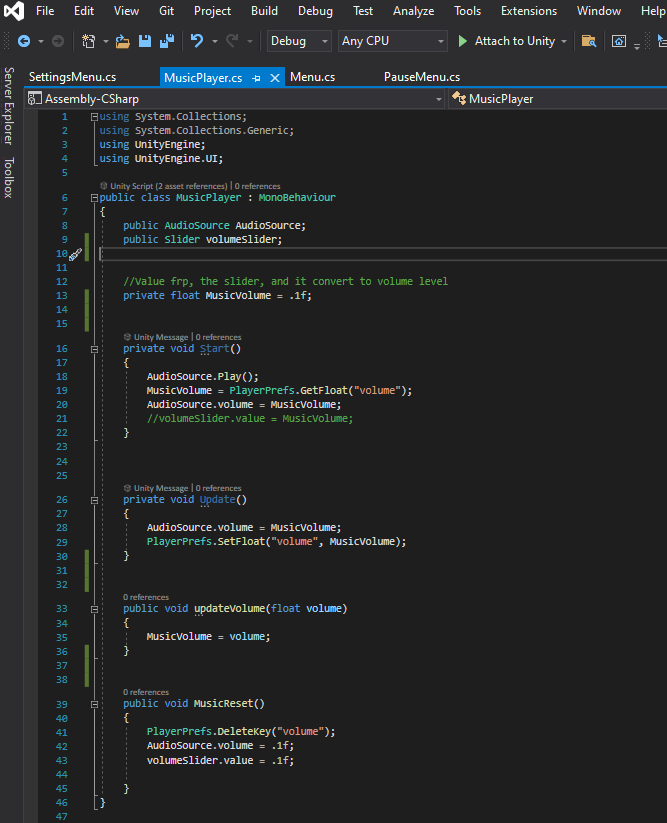 File Edit View Git Project Build Debug Test Analyze Tools Extensions Window Help
Debug Any CPU Attach to Unity
SettingsMenu.cs MusicPlayer.cs Menu.cs PauseMenu.cs
Server Explorer
Toolbox
Assembly-CSharp MusicPlayer
1 using System.Collections;
2 using System.Collections.Generic;
3 using UnityEngine;
4 using UnityEngine.UI;
5
Unity Script (2 asset references) | 0 references
6 public class MusicPlayer : MonoBehaviour
7 {
8 public AudioSource AudioSource;
9 public Slider volumeSlider;
10
11
12 //Value frp, the slider, and it convert to volume level
13 private float MusicVolume = .1f;
14
15
Unity Message | 0 references
16 private void Start()
17 {
18 AudioSource.Play();
19 MusicVolume = PlayerPrefs.GetFloat("volume");
20 AudioSource.volume = MusicVolume;
21 //volumeSlider.value = MusicVolume;
22 }
23
24
25
Unity Message | 0 references
26 private void Update()
27 {
28 AudioSource.volume = MusicVolume;
29 PlayerPrefs.SetFloat("volume", MusicVolume);
30 }
31
32
0 references
33 public void updateVolume(float volume)
34 {
35 MusicVolume = volume;
36 }
37
38
0 references
39 public void MusicReset()
40 {
41 PlayerPrefs.DeleteKey("volume");
42 AudioSource.volume = .1f;
43 volumeSlider.value = .1f;
44
45 }
46 }
47